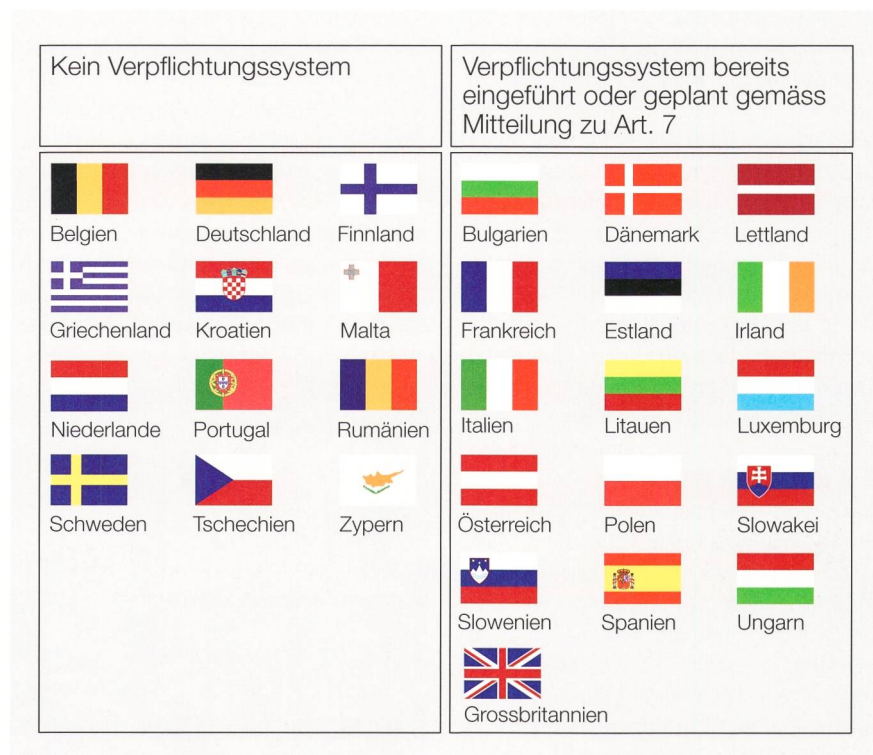 Kein Verpflichtungssystem
Verpflichtungssystem bereits
eingeführt oder geplant gemäss
Mitteilung zu Art. 7
Belgien Deutschland Finnland
Griechenland Kroatien Malta
Niederlande Portugal Rumänien
Schweden Tschechien Zypern
Bulgarien Dänemark Lettland
Frankreich Estland Irland
Italien Litauen Luxemburg
Österreich Polen Slowakei
Slowenien Spanien Ungarn
Grossbritannien